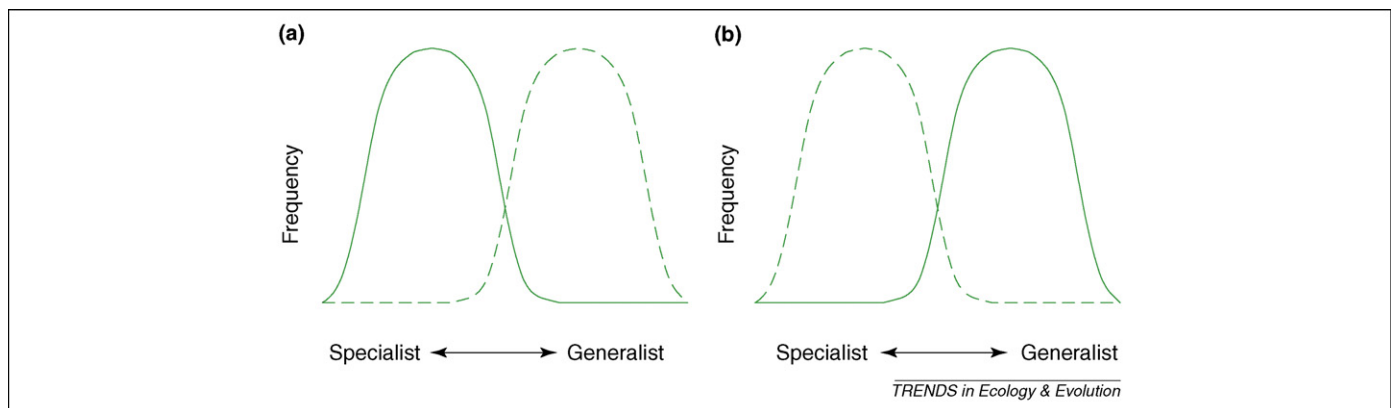 (a)
Frequency
Specialist
Generalist
(b)
Frequency
Specialist
Generalist
TRENDS in Ecology & Evolution